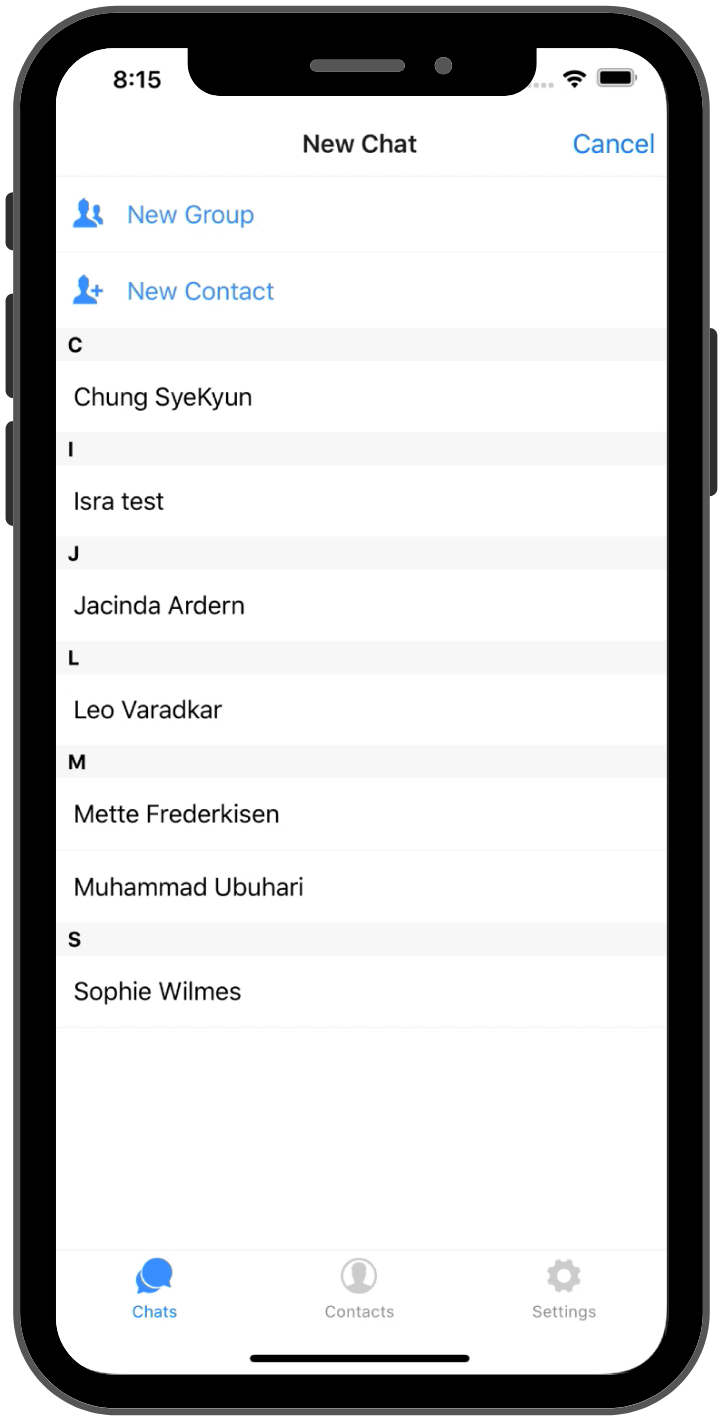 8:15
New Chat
Cancel
New Group
New Contact
C
Chung SyeKyun
I
Isra test
J
Jacinda Ardern
L
Leo Varadkar
M
Mette Frederkisen
Muhammad Ubuhari
S
Sophie Wilmes
Chats
Contacts
Settings